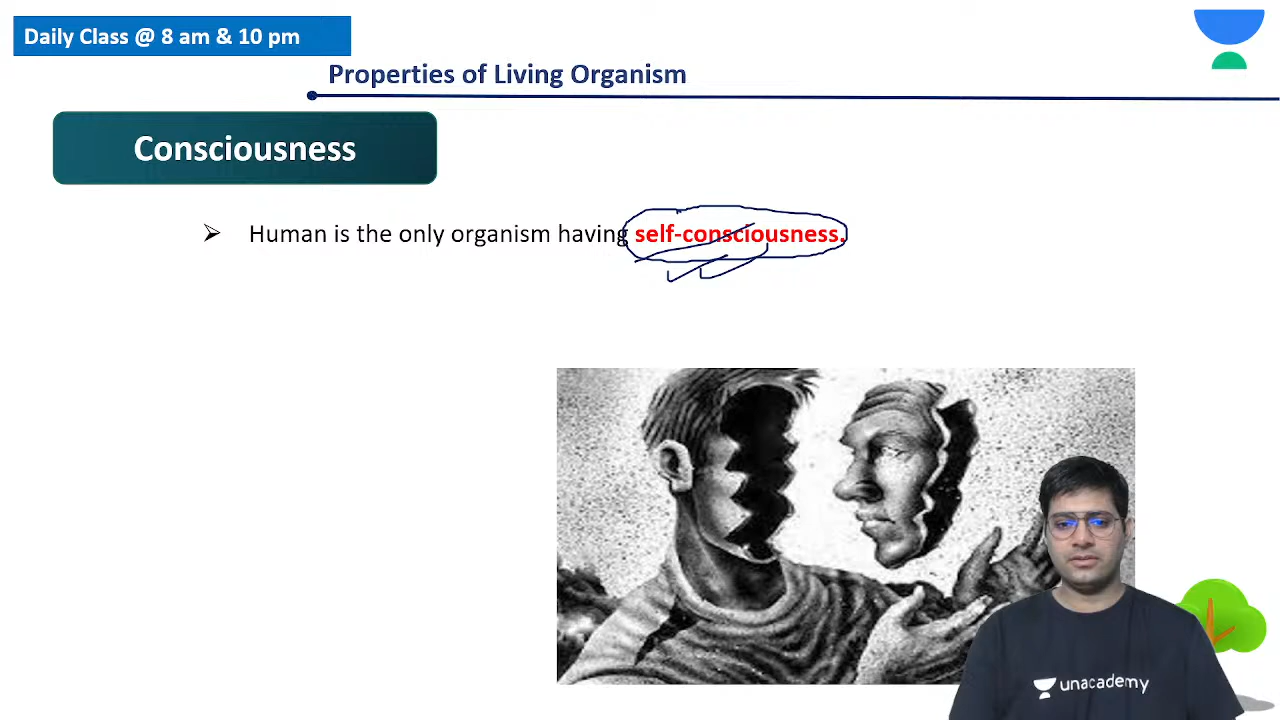 Daily Class @ 8 am & 10 pm
Properties of Living Organism
Consciousness
Human is the only organism having self-consciousness.
unacademy